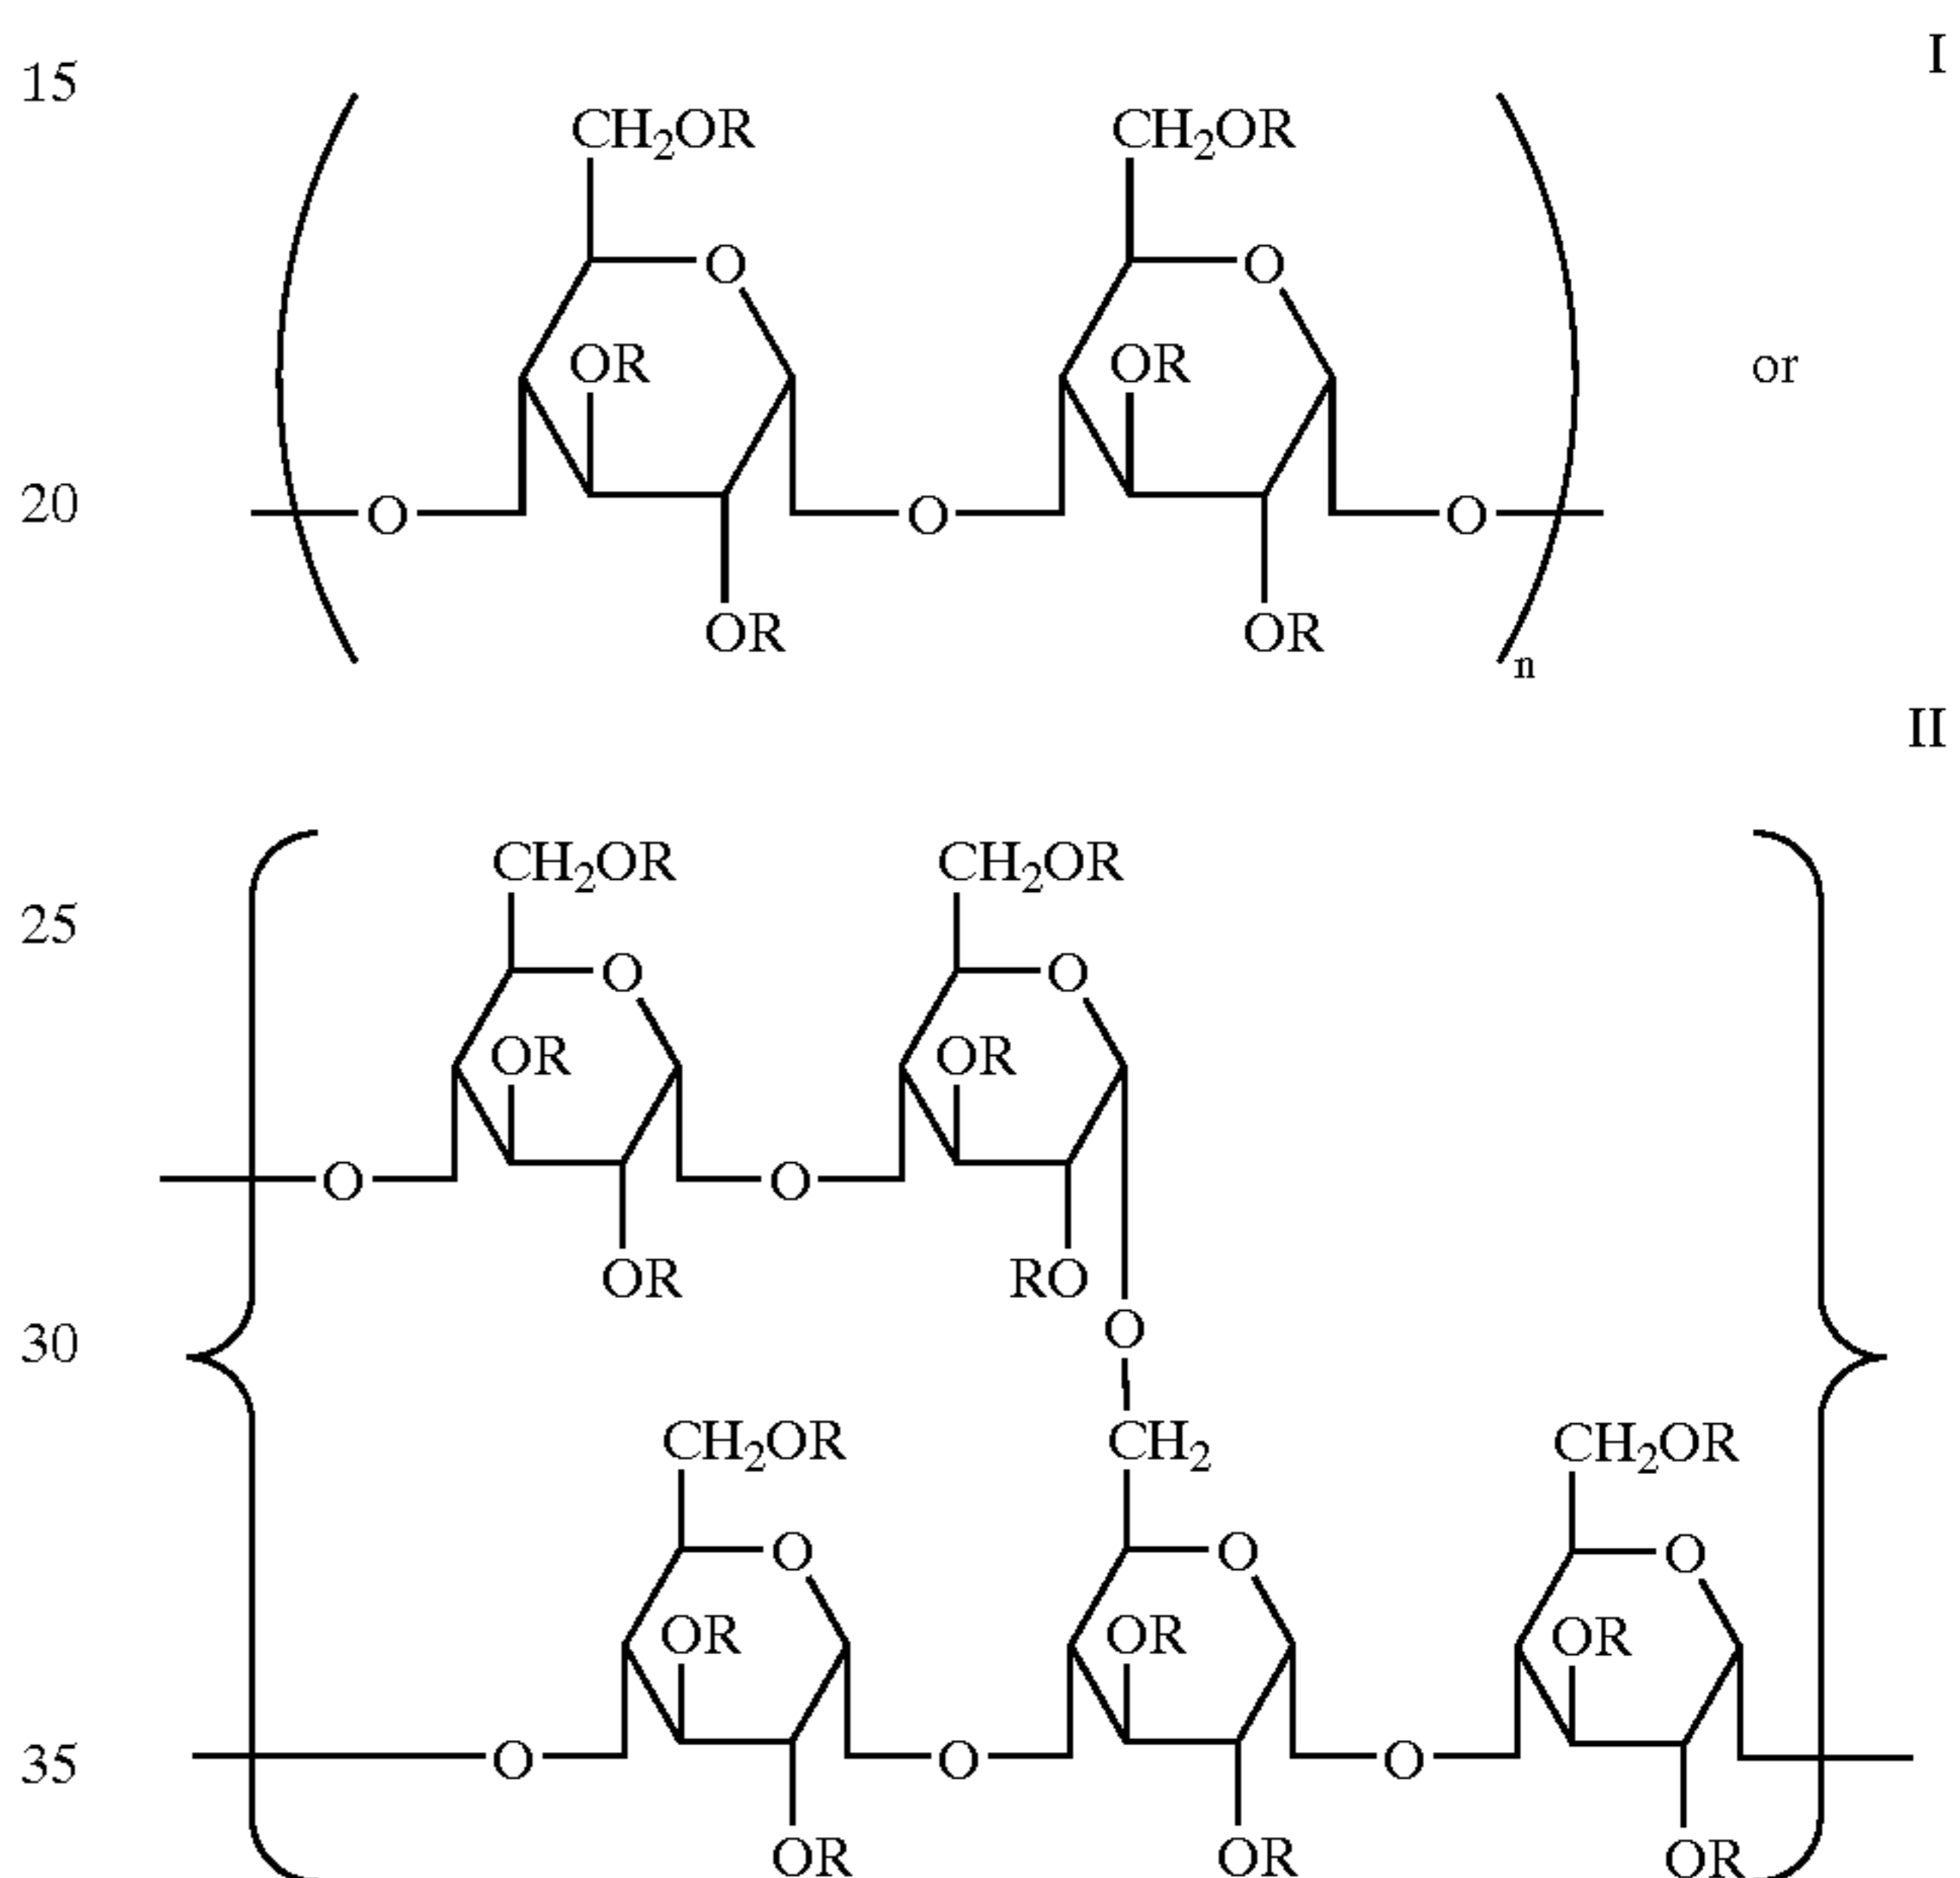 15 I
CH₂OR CH₂OR
O O
OR OR or
20 O O O
OR OR
n
II
CH₂OR CH₂OR
25
O O
OR OR
O O
OR RO
30 O
CH₂OR CH₂ CH₂OR
O O O
OR OR OR
35 O O O
OR OR OR